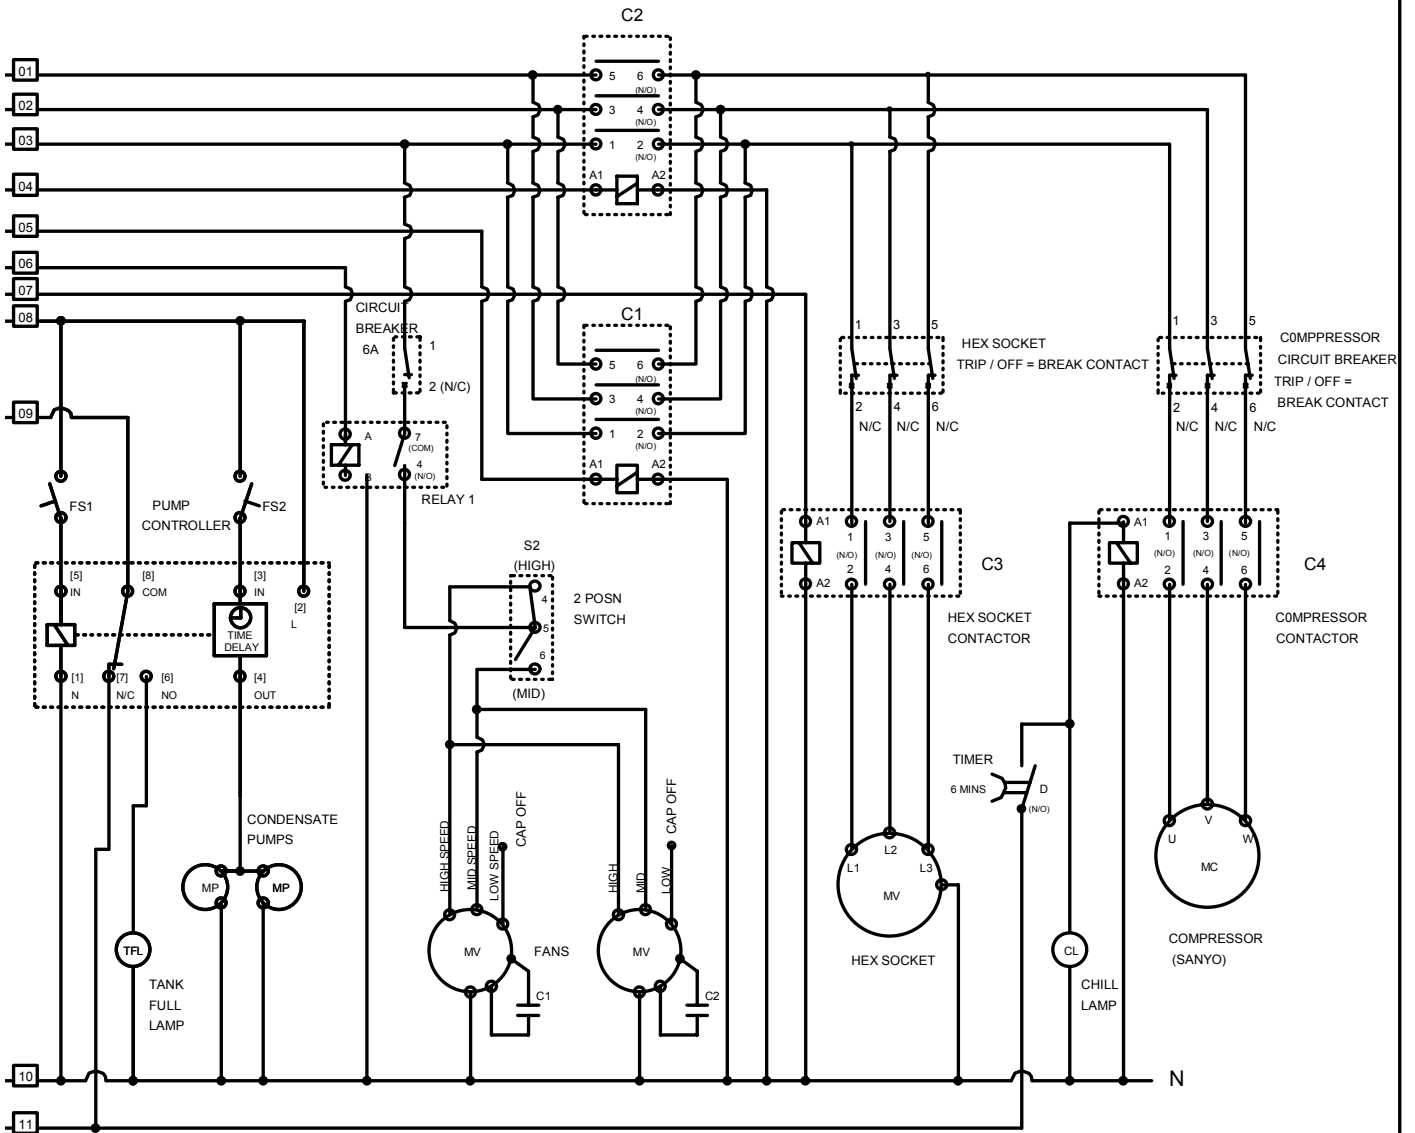 C2
01
5 6
(N/O)
02
3 4
(N/O)
03
1 2
(N/O)
04
A1 A2
05
06
07
08
CIRCUIT
BREAKER
6A
1
2 (N/C)
C1
5 6
(N/O)
3 4
(N/O)
1 2
(N/O)
A1 A2
1 3 5
HEX SOCKET
TRIP / OFF = BREAK CONTACT
2 4 6
N/C N/C N/C
1 3 5
C0MPPRESSOR
CIRCUIT BREAKER
TRIP / OFF =
BREAK CONTACT
2 4 6
N/C N/C N/C
09
A
7
(COM)
4
(N/O)
B
RELAY 1
FS1
PUMP
CONTROLLER
FS2
[5]
IN
[8]
COM
[3]
IN
[2]
L
TIME
DELAY
[1]
N
[7]
N/C
[6]
NO
[4]
OUT
S2
(HIGH)
4
5
6
(MID)
2 POSN
SWITCH
A1
1 3 5
(N/O) (N/O) (N/O)
2 4 6
A2
C3
HEX SOCKET
CONTACTOR
A1
1 3 5
(N/O) (N/O) (N/O)
2 4 6
A2
C4
C0MPRESSOR
CONTACTOR
CONDENSATE
PUMPS
MP
MP
TFL
TANK
FULL
LAMP
HIGH SPEED
MID SPEED
LOW SPEED
CAP OFF
HIGH
MID
LOW
CAP OFF
MV
FANS
MV
C1
C2
TIMER
6 MINS
D
(N/O)
L1
L2
L3
MV
HEX SOCKET
U
V
W
MC
COMPRESSOR
(SANYO)
CL
CHILL
LAMP
10
N
11